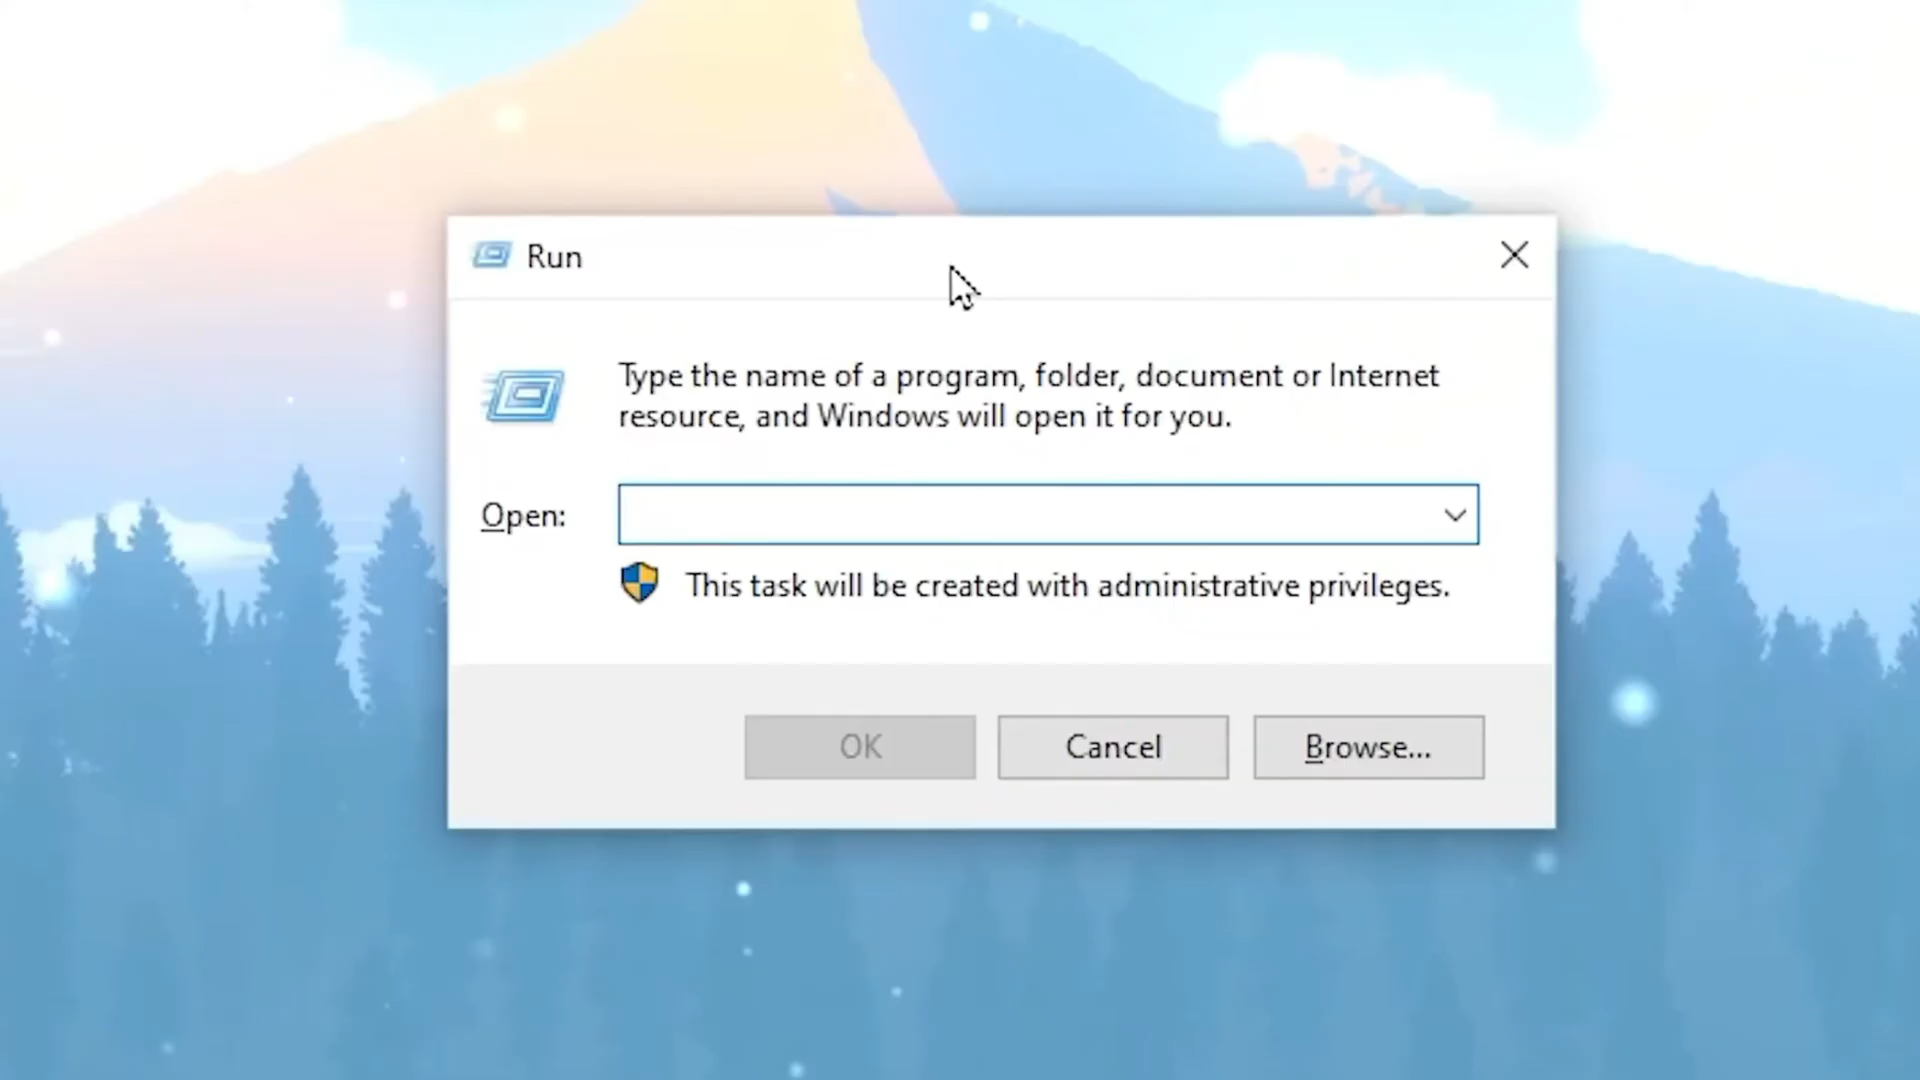 Run
Type the name of a program, folder, document or Internet
resource, and Windows will open it for you.
Open:
This task will be created with administrative privileges.
OK
Cancel
Browse...